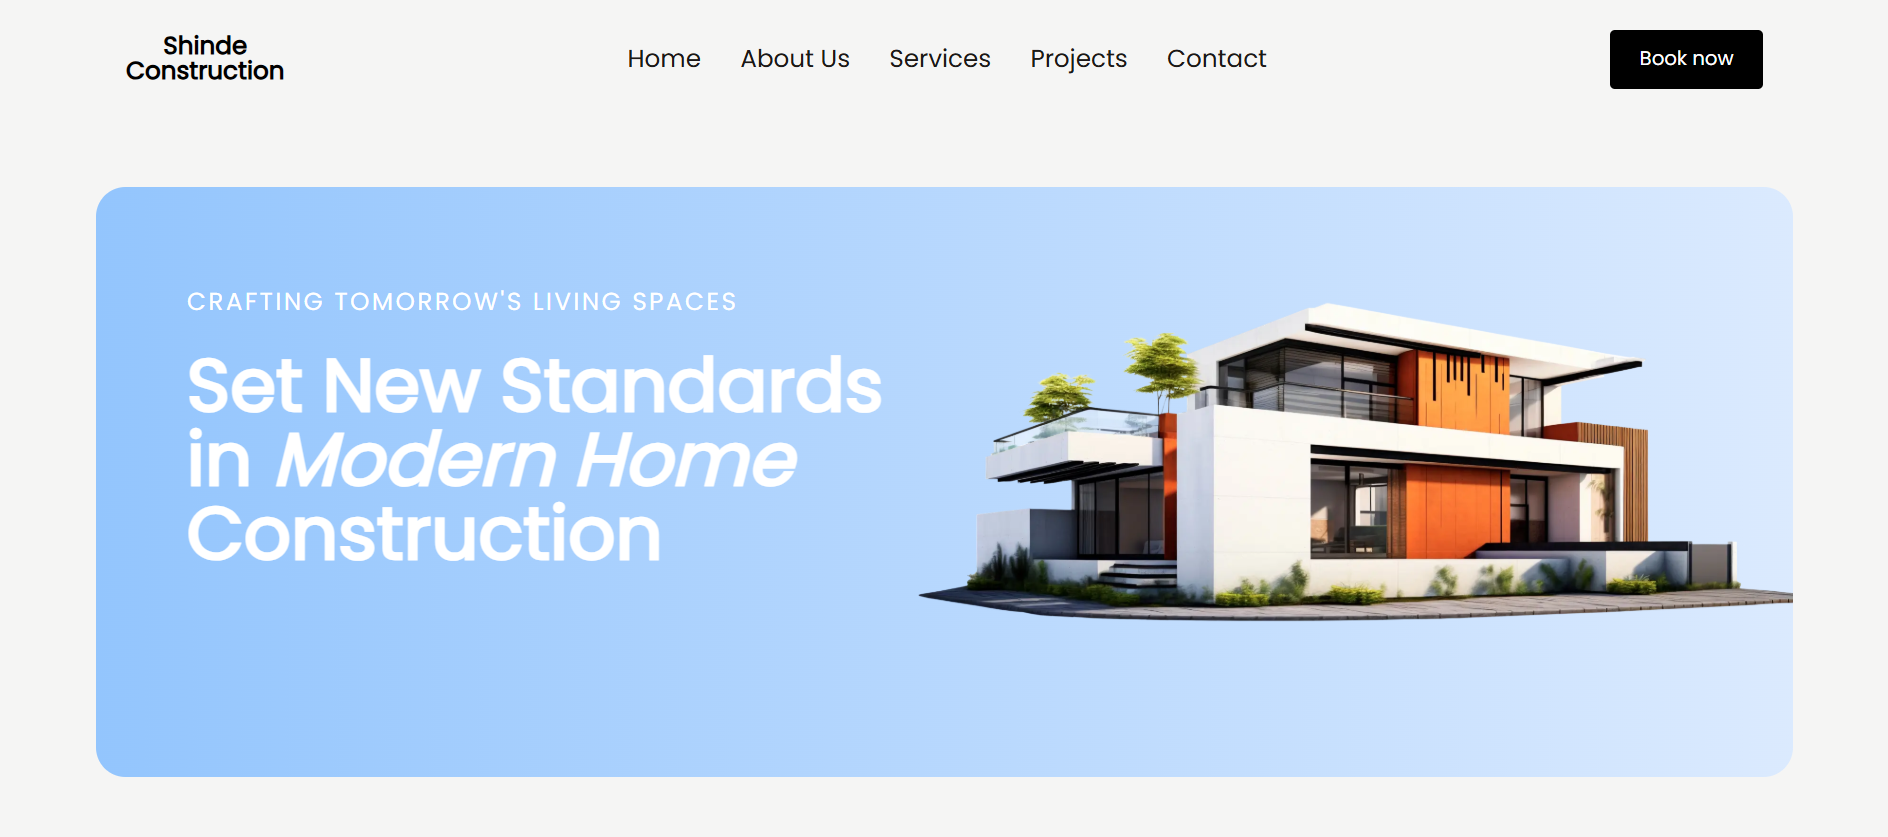 Shinde
Construction
Home About Us Services Projects Contact
Book now
CRAFTING TOMORROW'S LIVING SPACES
Set New Standards
in Modern Home
Construction